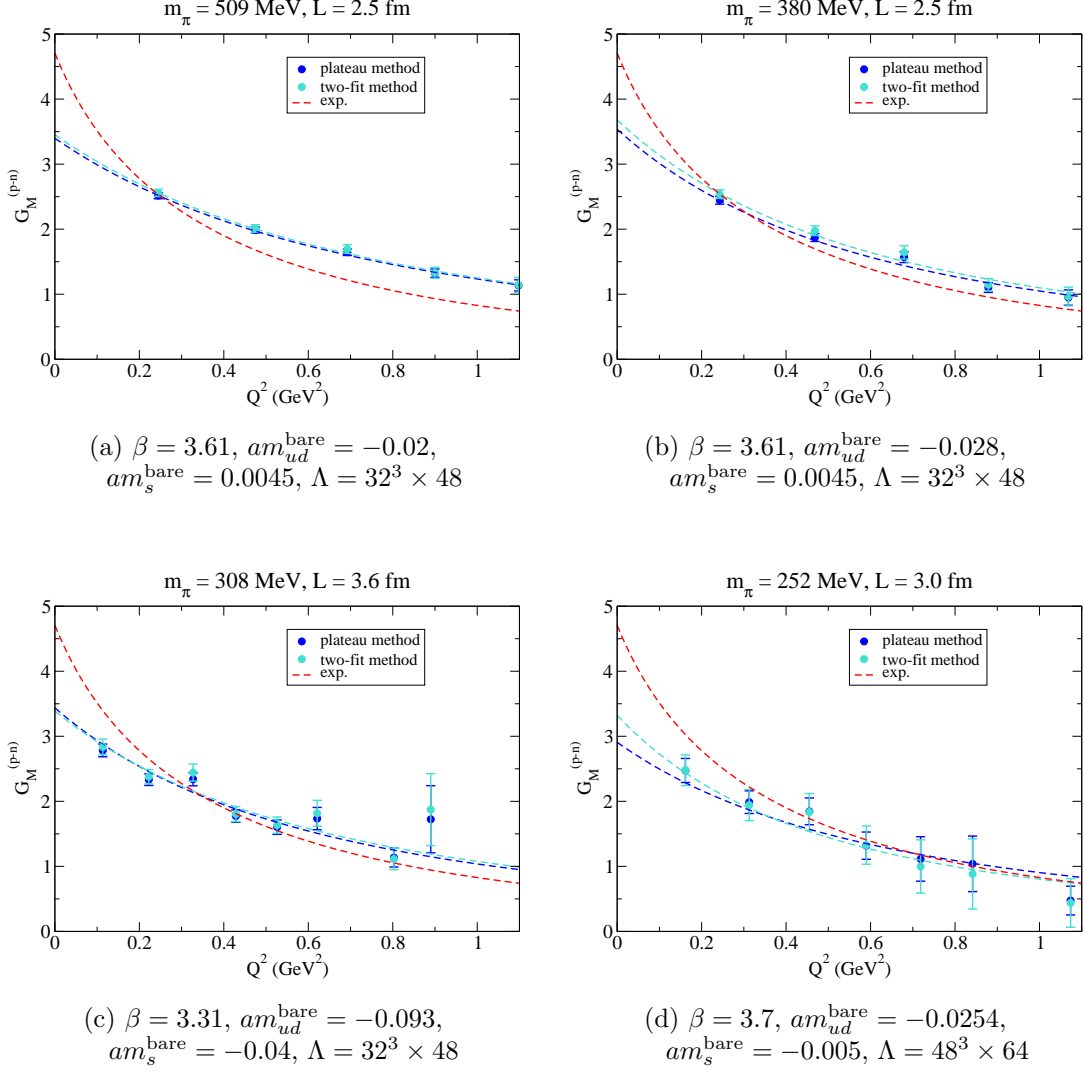 m_π = 509 MeV, L = 2.5 fm
5
4
3
2
1
0
G_M^(p-n)
plateau method
two-fit method
exp.
0 0.2 0.4 0.6 0.8 1
Q^2 (GeV^2)
(a) β = 3.61, am_ud^bare = −0.02,
am_s^bare = 0.0045, Λ = 32^3 × 48
m_π = 380 MeV, L = 2.5 fm
5
4
3
2
1
0
G_M^(p-n)
plateau method
two-fit method
exp.
0 0.2 0.4 0.6 0.8 1
Q^2 (GeV^2)
(b) β = 3.61, am_ud^bare = −0.028,
am_s^bare = 0.0045, Λ = 32^3 × 48
m_π = 308 MeV, L = 3.6 fm
5
4
3
2
1
0
G_M^(p-n)
plateau method
two-fit method
exp.
0 0.2 0.4 0.6 0.8 1
Q^2 (GeV^2)
(c) β = 3.31, am_ud^bare = −0.093,
am_s^bare = −0.04, Λ = 32^3 × 48
m_π = 252 MeV, L = 3.0 fm
5
4
3
2
1
0
G_M^(p-n)
plateau method
two-fit method
exp.
0 0.2 0.4 0.6 0.8 1
Q^2 (GeV^2)
(d) β = 3.7, am_ud^bare = −0.0254,
am_s^bare = −0.005, Λ = 48^3 × 64